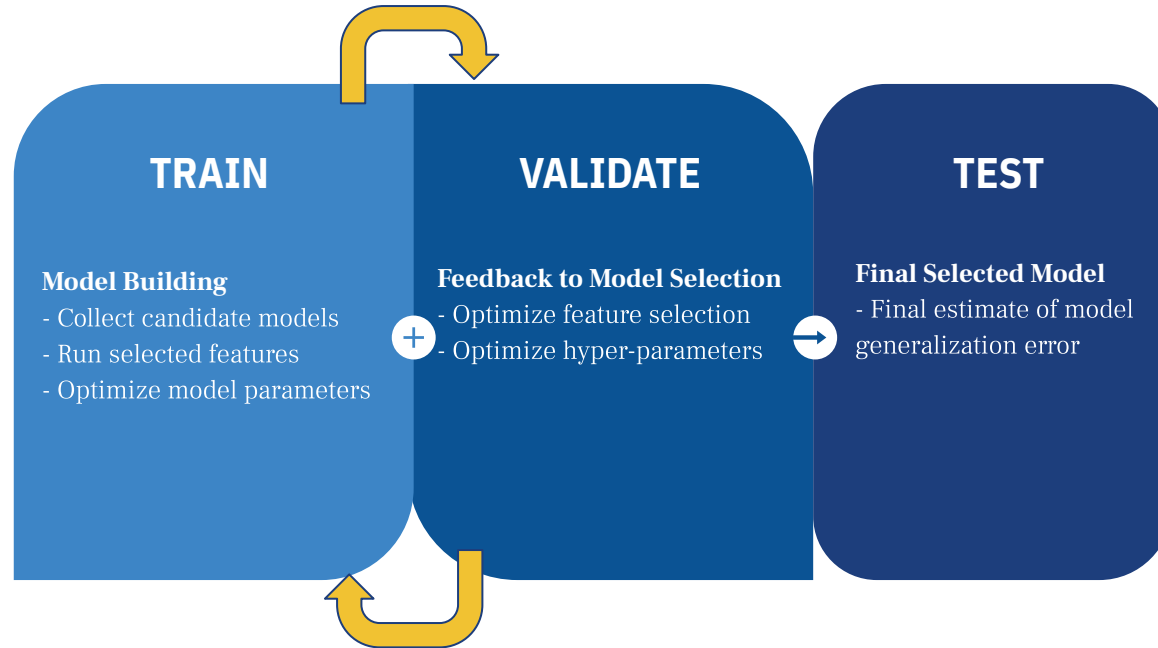 TRAIN
Model Building
- Collect candidate models
- Run selected features
- Optimize model parameters
+
VALIDATE
Feedback to Model Selection
- Optimize feature selection
- Optimize hyper-parameters
TEST
Final Selected Model
- Final estimate of model
generalization error